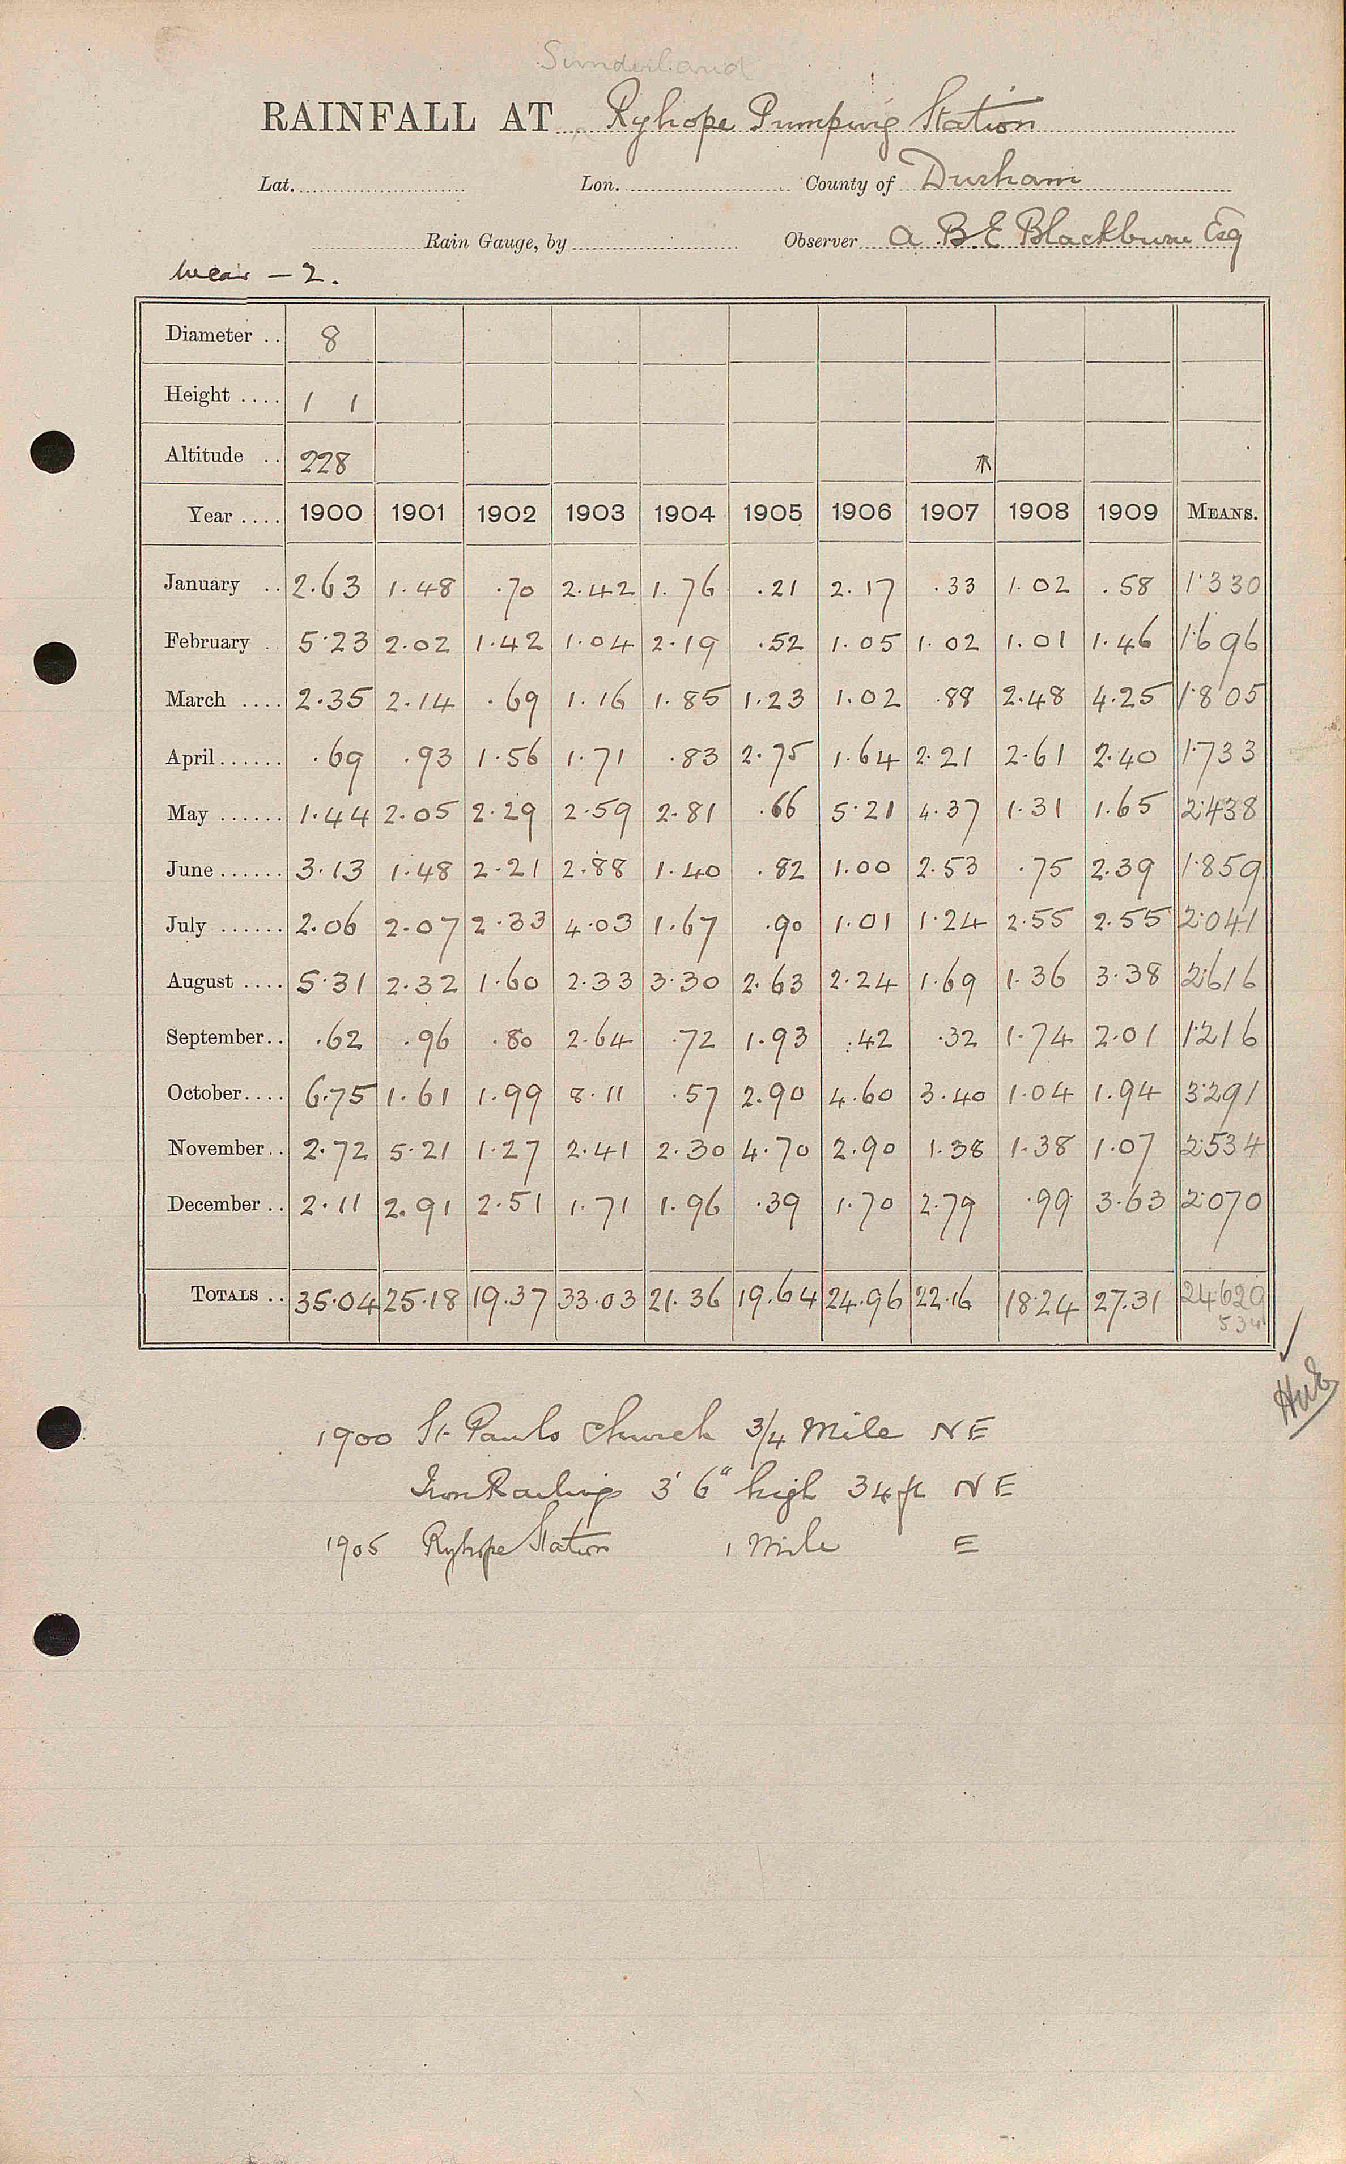 Sunderland
RAINFALL AT Ryhope Pumping Station
Lat. Lon. County of Durham
Rain Gauge, by Observer A. B. E. Blackburn Esq
Wear – 2.
Diameter .. 8
Height .... 1 1
Altitude .. 228
Year .... 1900 1901 1902 1903 1904 1905 1906 1907 1908 1909 MEANS.
January .. 2.63 1.48 .70 2.42 1.76 .21 2.17 .33 1.02 .58 1.330
February .. 5.23 2.02 1.42 1.04 2.19 .52 1.05 1.02 1.01 1.46 1.696
March .... 2.35 2.14 .69 1.16 1.85 1.23 1.02 .88 2.48 4.25 1.805
April ...... .69 .93 1.56 1.71 .83 2.75 1.64 2.21 2.61 2.40 1.733
May ...... 1.44 2.05 2.29 2.59 2.81 .66 5.21 4.37 1.31 1.65 2.438
June ...... 3.13 1.48 2.21 2.88 1.40 .82 1.00 2.53 .75 2.39 1.859
July ...... 2.06 2.07 2.33 4.03 1.67 .90 1.01 1.24 2.55 2.55 2.041
August .... 5.31 2.32 1.60 2.33 3.30 2.63 2.24 1.69 1.36 3.38 2.616
September.. .62 .96 .80 2.64 .72 1.93 .42 .32 1.74 2.01 1.216
October.... 6.75 1.61 1.99 8.11 .57 2.90 4.60 3.40 1.04 1.94 3.291
November.. 2.72 5.21 1.27 2.41 2.30 4.70 2.90 1.38 1.38 1.07 2.534
December .. 2.11 2.91 2.51 1.71 1.96 .39 1.70 2.79 .99 3.63 2.070
TOTALS .. 35.04 25.18 19.37 33.03 21.36 19.64 24.96 22.16 18.24 27.31 24629
1900 St Pauls Church 3/4 Mile NE
Iron Railings 3' 6" high 34 ft NE
1905 Ryhope Station 1 Mile E